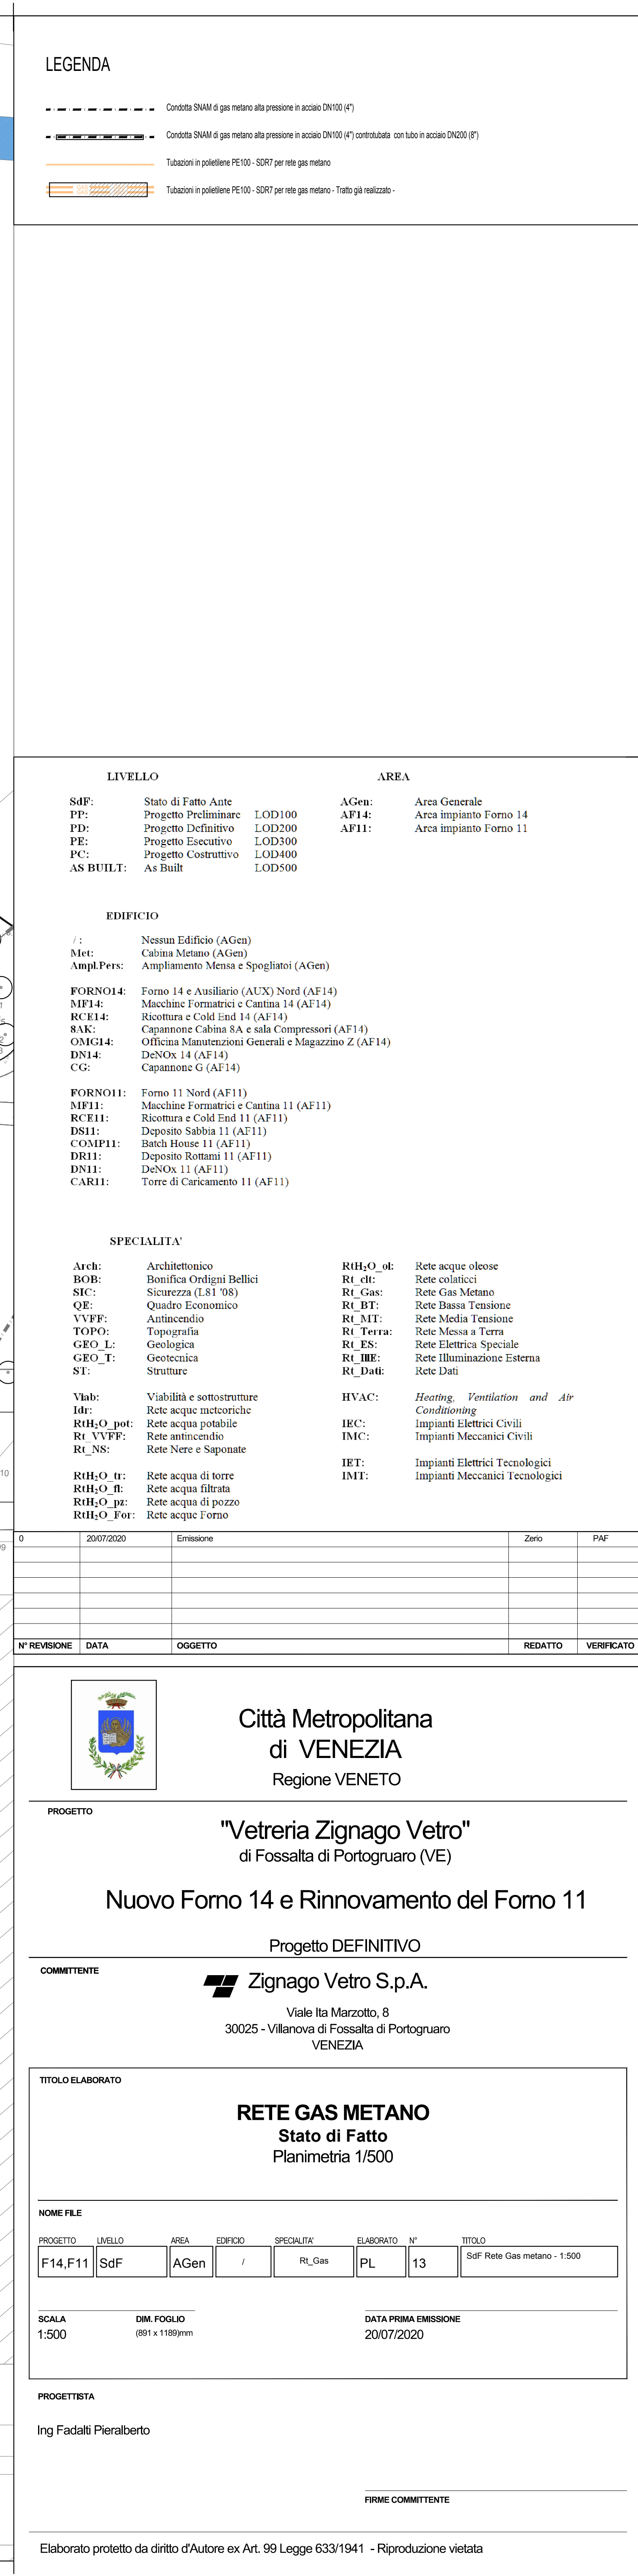 LEGENDA
Condotta SNAM di gas metano alta pressione in acciaio DN100 (4")
Condotta SNAM di gas metano alta pressione in acciaio DN100 (4") controtubata con tubo in acciaio DN200 (8")
Tubazioni in polietilene PE100 - SDR7 per rete gas metano
Tubazioni in polietilene PE100 - SDR7 per rete gas metano - Tratto già realizzato -
LIVELLO
SdF: Stato di Fatto Ante
PP: Progetto Preliminare LOD100
PD: Progetto Definitivo LOD200
PE: Progetto Esecutivo LOD300
PC: Progetto Costruttivo LOD400
AS BUILT: As Built LOD500
AREA
AGen: Area Generale
AF14: Area impianto Forno 14
AF11: Area impianto Forno 11
EDIFICIO
/ : Nessun Edificio (AGen)
Met: Cabina Metano (AGen)
Ampl.Pers: Ampliamento Mensa e Spogliatoi (AGen)
FORNO14: Forno 14 e Ausiliario (AUX) Nord (AF14)
MF14: Macchine Formatrici e Cantina 14 (AF14)
RCE14: Ricottura e Cold End 14 (AF14)
8AK: Capannone Cabina 8A e sala Compressori (AF14)
OMG14: Officina Manutenzioni Generali e Magazzino Z (AF14)
DN14: DeNOx 14 (AF14)
CG: Capannone G (AF14)
FORNO11: Forno 11 Nord (AF11)
MF11: Macchine Formatrici e Cantina 11 (AF11)
RCE11: Ricottura e Cold End 11 (AF11)
DS11: Deposito Sabbia 11 (AF11)
COMP11: Batch House 11 (AF11)
DR11: Deposito Rottami 11 (AF11)
DN11: DeNOx 11 (AF11)
CAR11: Torre di Caricamento 11 (AF11)
SPECIALITA'
Arch: Architettonico
BOB: Bonifica Ordigni Bellici
SIC: Sicurezza (L81 '08)
QE: Quadro Economico
VVFF: Antincendio
TOPO: Topografia
GEO_L: Geologica
GEO_T: Geotecnica
ST: Strutture
Viab: Viabilità e sottostrutture
Idr: Rete acque meteoriche
RtH₂O_pot: Rete acqua potabile
Rt_VVFF: Rete antincendio
Rt_NS: Rete Nere e Saponate
RtH₂O_tr: Rete acqua di torre
RtH₂O_fl: Rete acqua filtrata
RtH₂O_pz: Rete acqua di pozzo
RtH₂O_For: Rete acque Forno
RtH₂O_ol: Rete acque oleose
Rt_clt: Rete colaticci
Rt_Gas: Rete Gas Metano
Rt_BT: Rete Bassa Tensione
Rt_MT: Rete Media Tensione
Rt_Terra: Rete Messa a Terra
Rt_ES: Rete Elettrica Speciale
Rt_IllE: Rete Illuminazione Esterna
Rt_Dati: Rete Dati
HVAC: Heating, Ventilation and Air
Conditioning
IEC: Impianti Elettrici Civili
IMC: Impianti Meccanici Civili
IET: Impianti Elettrici Tecnologici
IMT: Impianti Meccanici Tecnologici
0 20/07/2020 Emissione Zerio PAF
N° REVISIONE DATA OGGETTO REDATTO VERIFICATO
Città Metropolitana
di VENEZIA
Regione VENETO
PROGETTO
"Vetreria Zignago Vetro"
di Fossalta di Portogruaro (VE)
Nuovo Forno 14 e Rinnovamento del Forno 11
Progetto DEFINITIVO
COMMITTENTE
Zignago Vetro S.p.A.
Viale Ita Marzotto, 8
30025 - Villanova di Fossalta di Portogruaro
VENEZIA
TITOLO ELABORATO
RETE GAS METANO
Stato di Fatto
Planimetria 1/500
NOME FILE
PROGETTO LIVELLO AREA EDIFICIO SPECIALITA' ELABORATO N° TITOLO
F14,F11 SdF AGen / Rt_Gas PL 13 SdF Rete Gas metano - 1:500
SCALA DIM. FOGLIO DATA PRIMA EMISSIONE
1:500 (891 x 1189)mm 20/07/2020
PROGETTISTA
Ing Fadalti Pieralberto
FIRME COMMITTENTE
Elaborato protetto da diritto d'Autore ex Art. 99 Legge 633/1941 - Riproduzione vietata